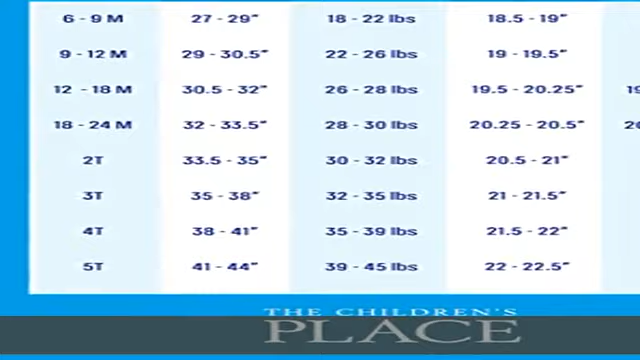 6 - 9 M 27 - 29" 18 - 22 lbs 18.5 - 19"
9 - 12 M 29 - 30.5" 22 - 26 lbs 19 - 19.5"
12 - 18 M 30.5 - 32" 26 - 28 lbs 19.5 - 20.25"
18 - 24 M 32 - 33.5" 28 - 30 lbs 20.25 - 20.5"
2T 33.5 - 35" 30 - 32 lbs 20.5 - 21"
3T 35 - 38" 32 - 35 lbs 21 - 21.5"
4T 38 - 41" 35 - 39 lbs 21.5 - 22"
5T 41 - 44" 39 - 45 lbs 22 - 22.5"
THE CHILDREN'S
PLACE